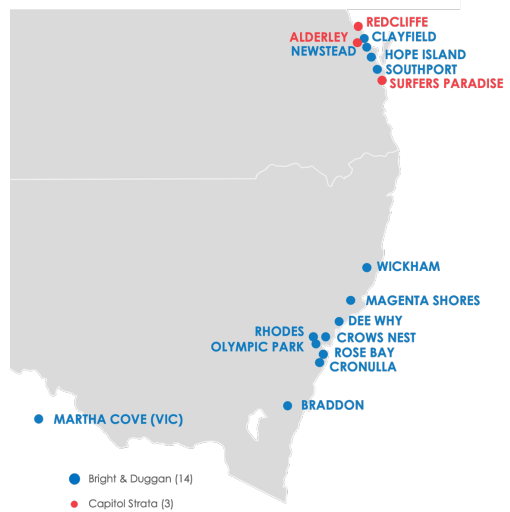 REDCLIFFE
ALDERLEY
CLAYFIELD
NEWSTEAD
HOPE ISLAND
SOUTHPORT
SURFERS PARADISE
WICKHAM
MAGENTA SHORES
DEE WHY
RHODES
CROWS NEST
OLYMPIC PARK
ROSE BAY
CRONULLA
BRADDON
MARTHA COVE (VIC)
Bright & Duggan (14)
Capitol Strata (3)